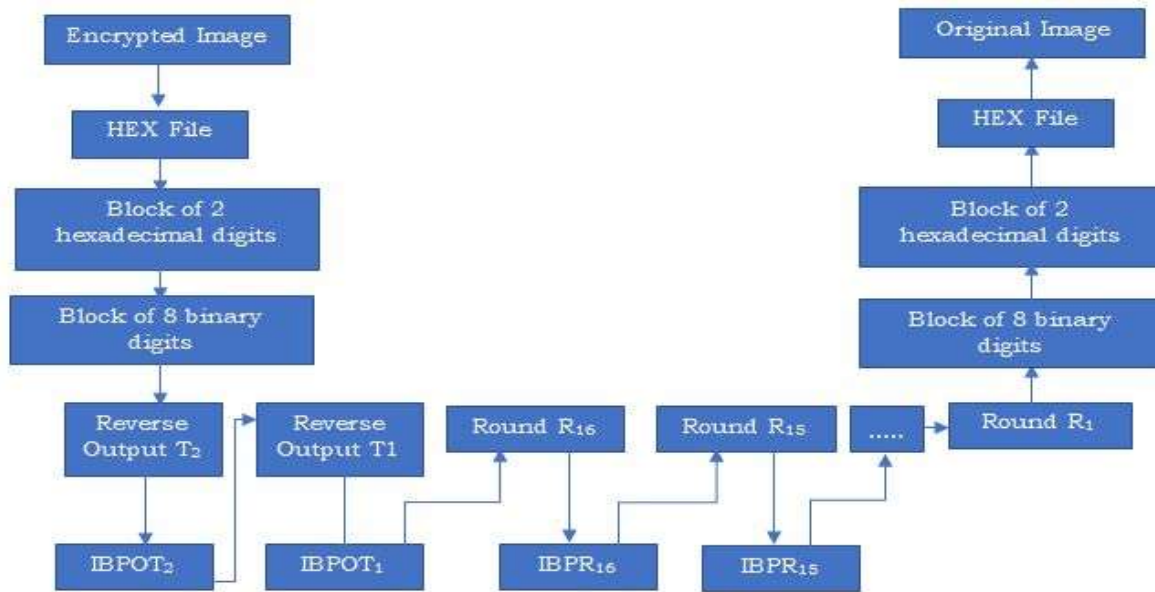 Encrypted Image
HEX File
Block of 2
hexadecimal digits
Block of 8 binary
digits
Reverse
Output T₂
IBPOT₂
Reverse
Output T1
IBPOT₁
Round R₁₆
IBPR₁₆
Round R₁₅
IBPR₁₅
.....
Round R₁
Block of 8 binary
digits
Block of 2
hexadecimal digits
HEX File
Original Image